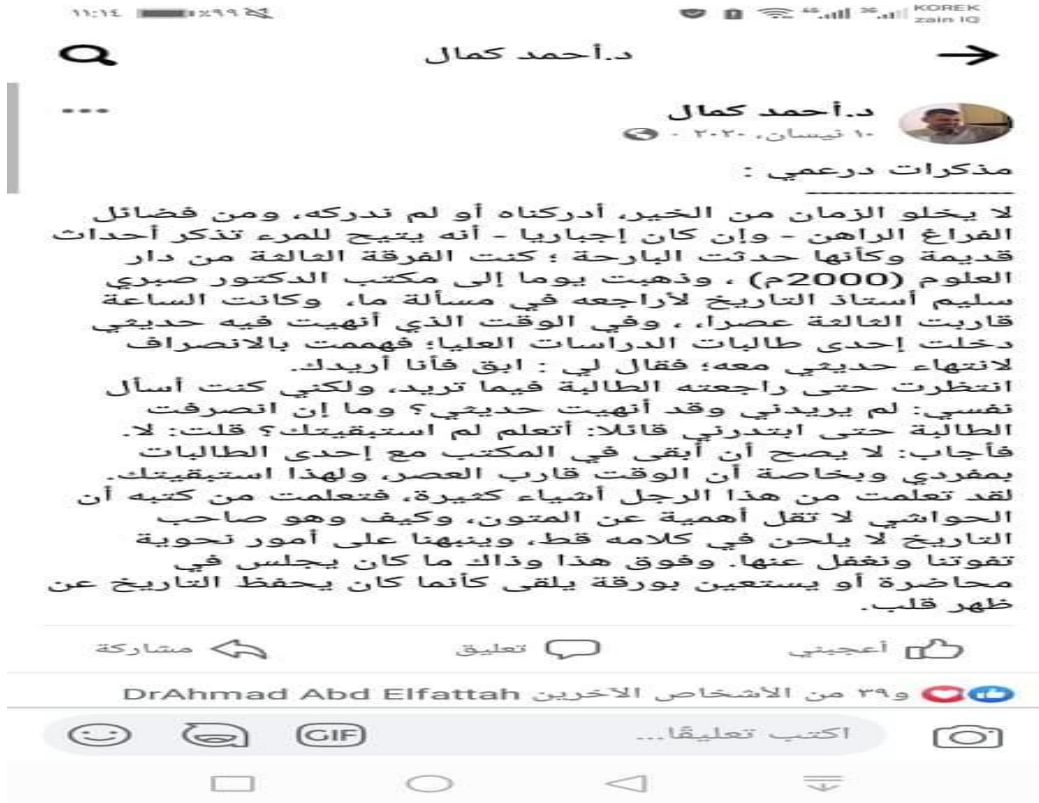 ١١:١٤ ٪٩٩ 4G 3G KOREK
zain IQ
د.أحمد كمال
د.أحمد كمال
١٠ نيسان، ٢٠٢٠ ·
مذكرات درعمي :
لا يخلو الزمان من الخير، أدركناه أو لم ندركه، ومن فضائل
الفراغ الراهن - وإن كان إجباريا - أنه يتيح للمرء تذكر أحداث
قديمة وكأنها حدثت البارحة ؛ كنت الفرقة الثالثة من دار
العلوم (2000م) ، وذهبت يوما إلى مكتب الدكتور صبري
سليم أستاذ التاريخ لأراجعه في مسألة ما، وكانت الساعة
قاربت الثالثة عصرا، ، وفي الوقت الذي أنهيت فيه حديثي
دخلت إحدى طالبات الدراسات العليا؛ فهممت بالانصراف
لانتهاء حديثي معه؛ فقال لي : ابق فأنا أريدك.
انتظرت حتى راجعته الطالبة فيما تريد، ولكني كنت أسأل
نفسي: لم يريدني وقد أنهيت حديثي؟ وما إن انصرفت
الطالبة حتى ابتدرني قائلا: أتعلم لم استبقيتك؟ قلت: لا.
فأجاب: لا يصح أن أبقى في المكتب مع إحدى الطالبات
بمفردي وبخاصة أن الوقت قارب العصر، ولهذا استبقيتك.
لقد تعلمت من هذا الرجل أشياء كثيرة، فتعلمت من كتبه أن
الحواشي لا تقل أهمية عن المتون، وكيف وهو صاحب
التاريخ لا يلحن في كلامه قط، وينبهنا على أمور نحوية
تفوتنا ونغفل عنها. وفوق هذا وذاك ما كان يجلس في
محاضرة أو يستعين بورقة يلقى كأنما كان يحفظ التاريخ عن
ظهر قلب.
أعجبني تعليق مشاركة
DrAhmad Abd Elfattah و٣٩ من الأشخاص الآخرين
اكتب تعليقًا... GIF